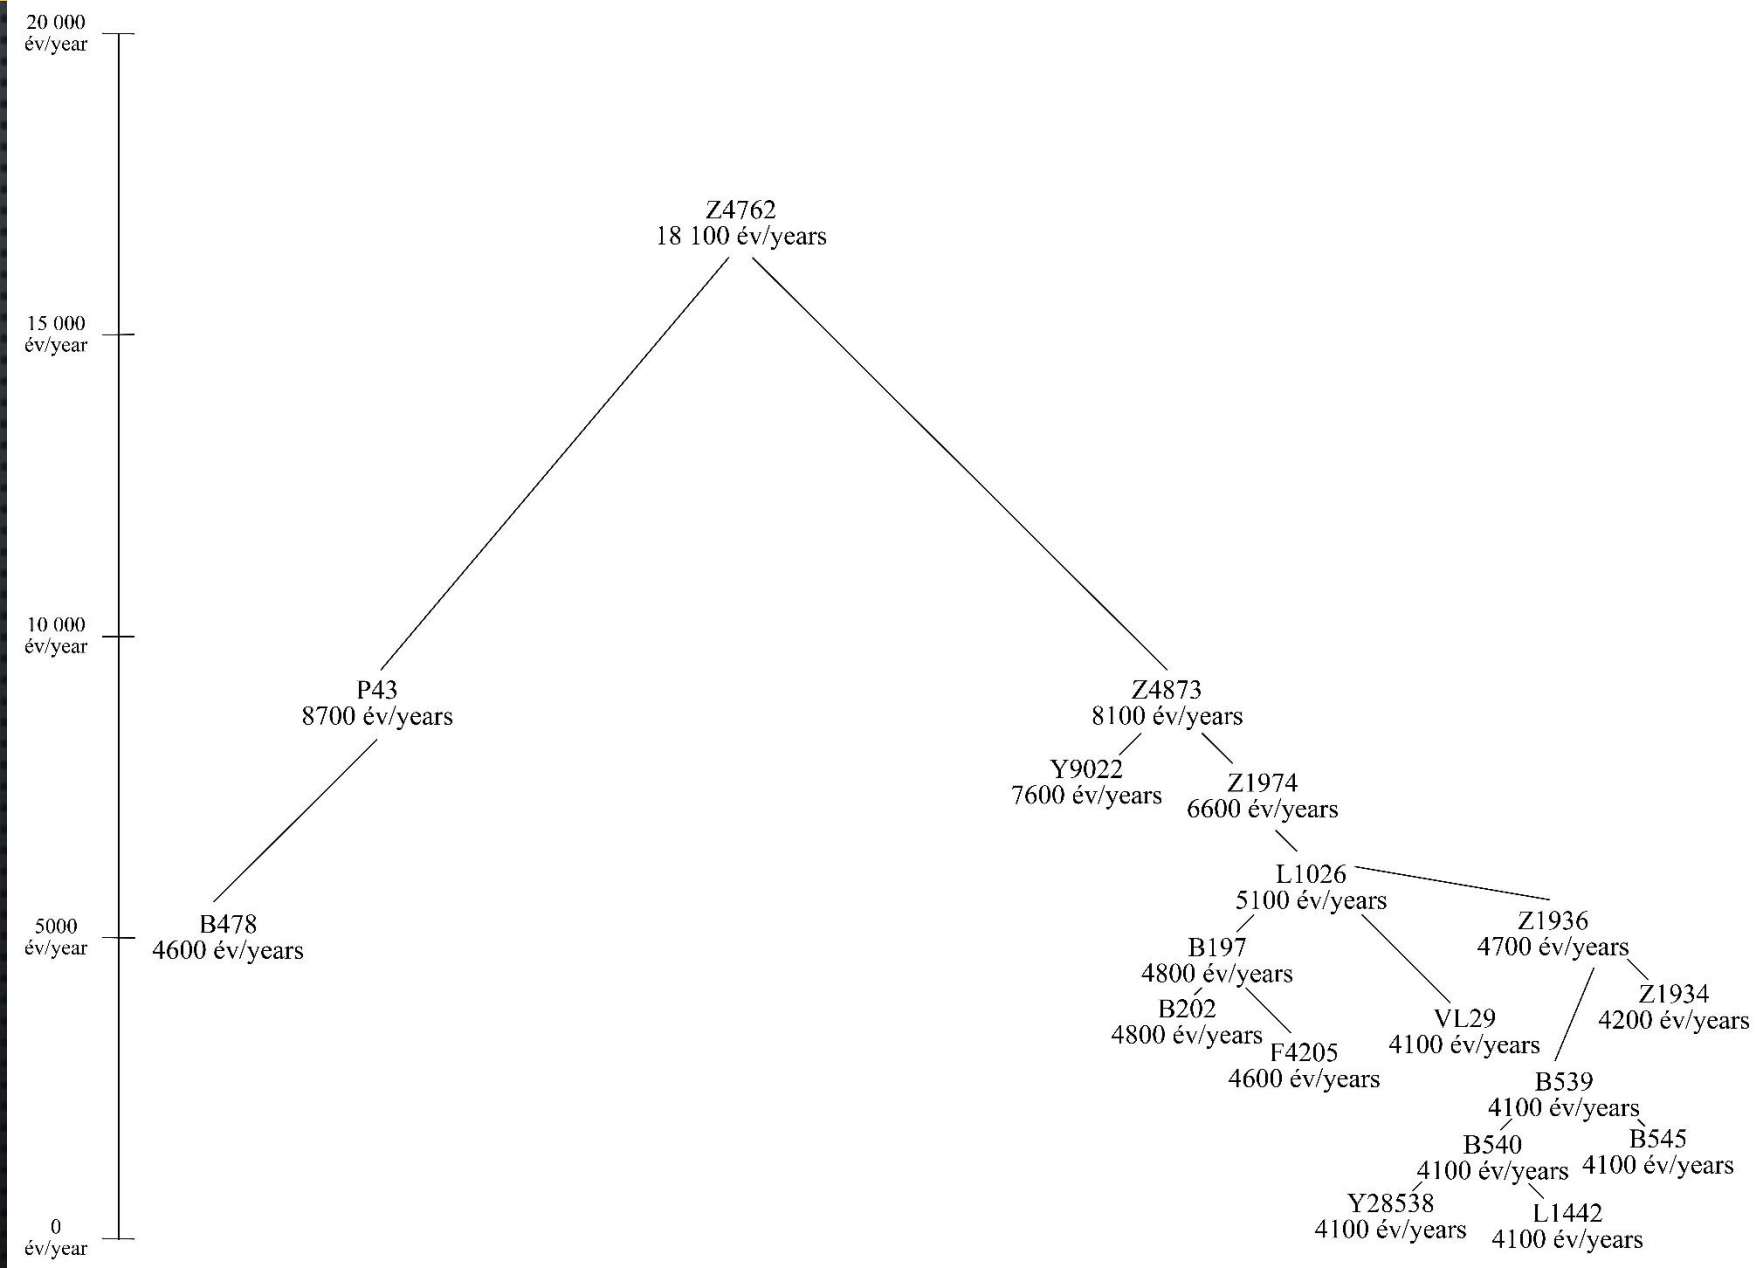 20 000
év/year
15 000
év/year
10 000
év/year
5000
év/year
0
év/year
Z4762
18 100 év/years
P43
8700 év/years
Z4873
8100 év/years
Y9022
7600 év/years
Z1974
6600 év/years
L1026
5100 év/years
B478
4600 év/years
Z1936
4700 év/years
B197
4800 év/years
Z1934
4200 év/years
B202
4800 év/years
VL29
4100 év/years
F4205
4600 év/years
B539
4100 év/years
B540
4100 év/years
B545
4100 év/years
Y28538
4100 év/years
L1442
4100 év/years